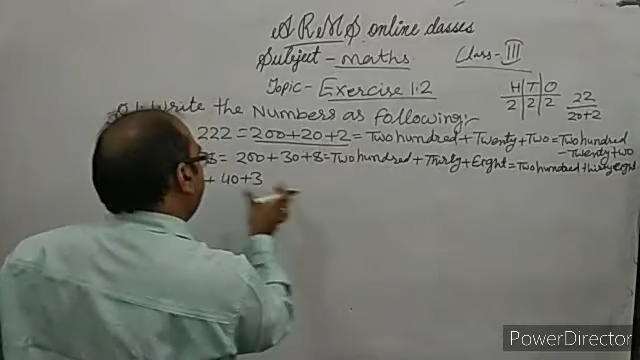 ARMS online classes
Subject - maths Class - III
Topic - Exercise 1.2
H T O
2 2 2
22
20+2
Q1. Write the Numbers as following:-
222 = 200+20+2 = Two hundred + Twenty + Two = Two hundred
- Twenty two
8 = 200 + 30 + 8 = Two hundred + Thirty + Eight = Two hundred thirty eight
+ 40+3
PowerDirector